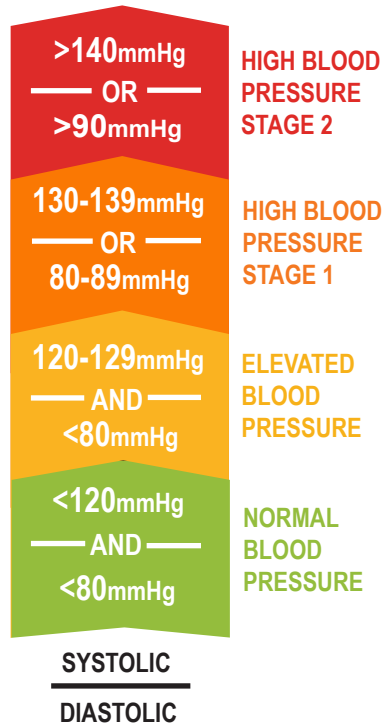 >140mmHg
OR
>90mmHg
HIGH BLOOD
PRESSURE
STAGE 2
130-139mmHg
OR
80-89mmHg
HIGH BLOOD
PRESSURE
STAGE 1
120-129mmHg
AND
<80mmHg
ELEVATED
BLOOD
PRESSURE
<120mmHg
AND
<80mmHg
NORMAL
BLOOD
PRESSURE
SYSTOLIC
DIASTOLIC